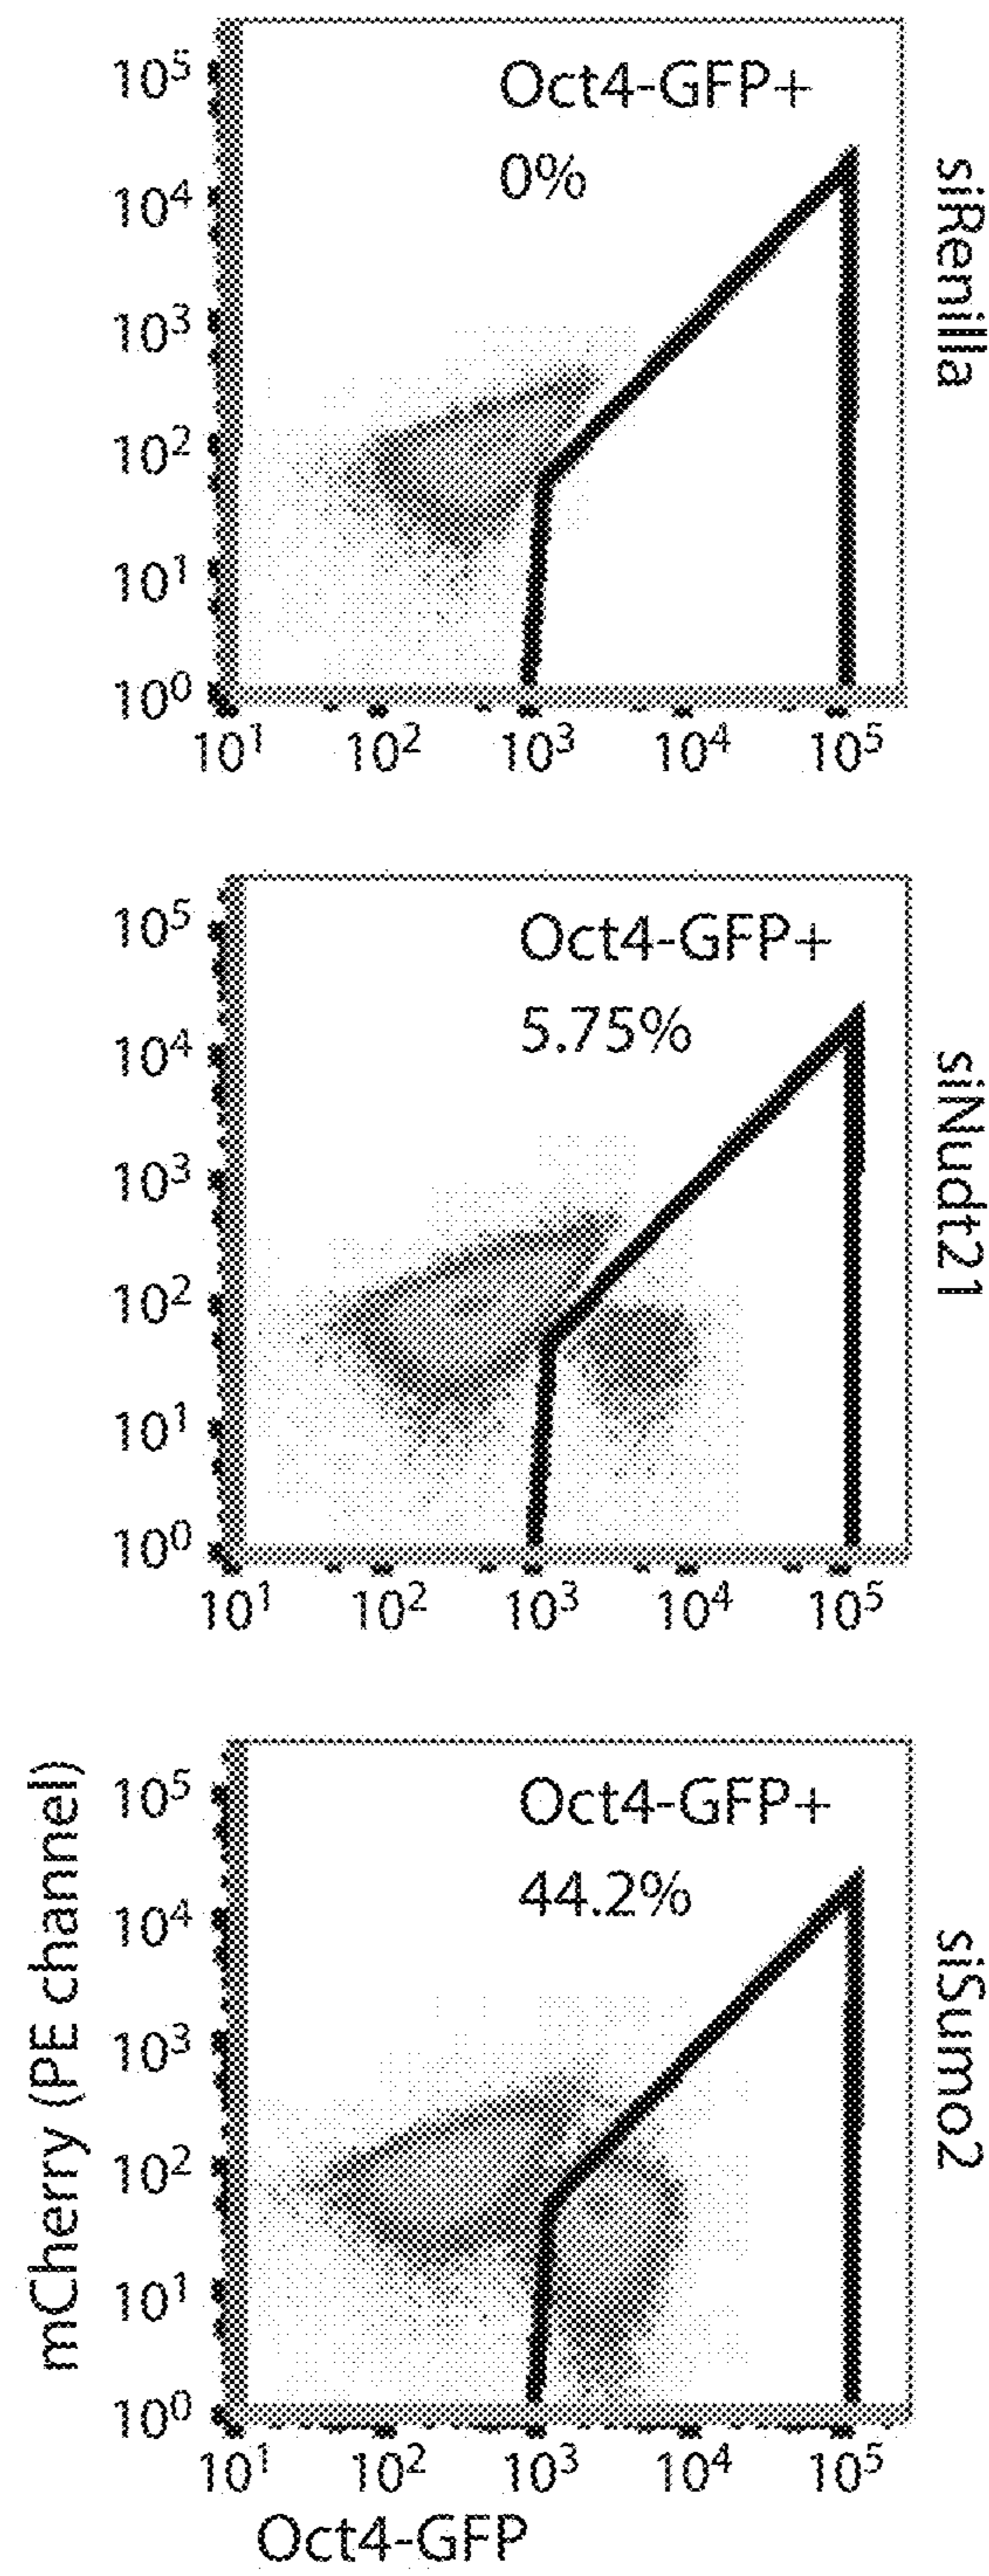 Oct4-GFP+
0%
10⁵
10⁴
10³
10²
10¹
10⁰
10¹ 10² 10³ 10⁴ 10⁵
siRenilla
Oct4-GFP+
5.75%
10⁵
10⁴
10³
10²
10¹
10⁰
10¹ 10² 10³ 10⁴ 10⁵
siNudt21
Oct4-GFP+
44.2%
10⁵
10⁴
10³
10²
10¹
10⁰
10¹ 10² 10³ 10⁴ 10⁵
siSumo2
mCherry (PE channel)
Oct4-GFP